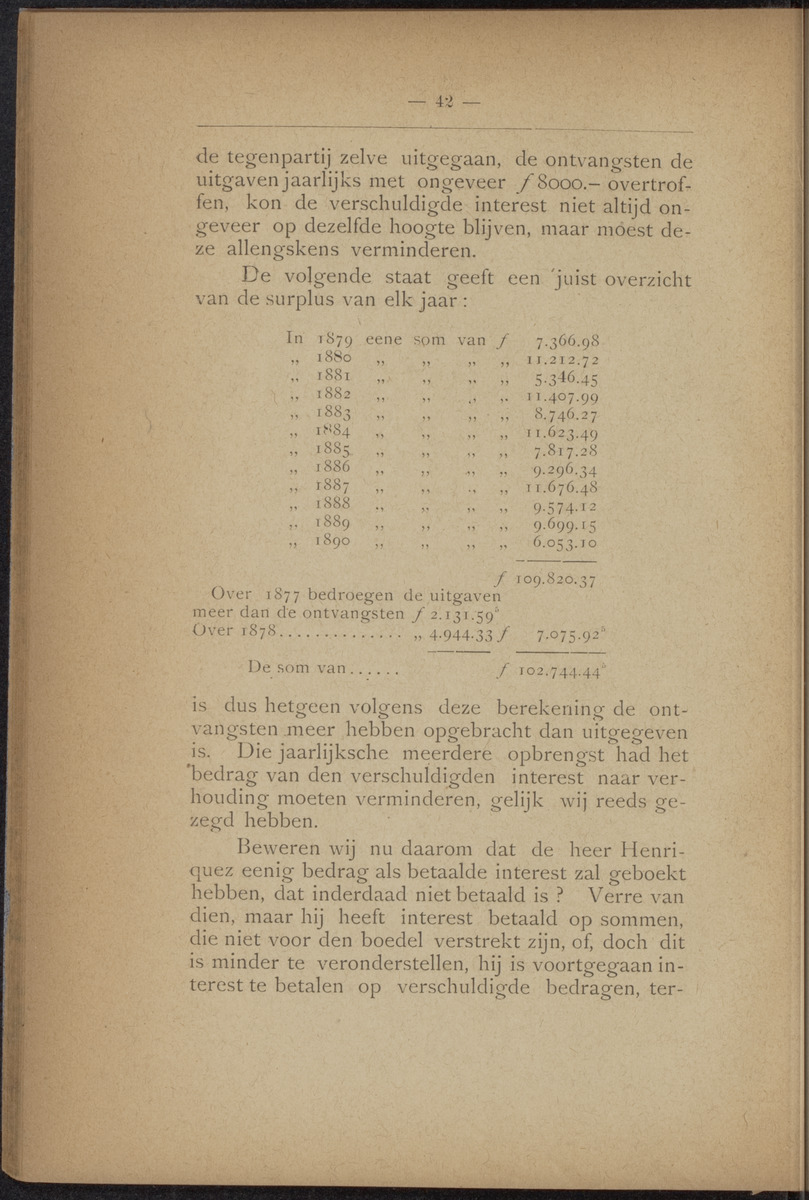 — 42 —
de tegenpartij zelve uitgegaan, de ontvangsten de
uitgaven jaarlijks met ongeveer ƒ 8000.— overtrof-
fen, kon de verschuldigde interest niet altijd on-
geveer op dezelfde hoogte blijven, maar moest de-
ze allengskens verminderen.
De volgende staat geeft een juist overzicht
van de surplus van elk jaar :
In 1879 eene som van ƒ 7.366.98
„ 1880 „ „ „ „ 11.212.72
„ 1881 „ „ „ „ 5.346.45
„ 1882 „ „ „ „ 11.407.99
„ 1883 „ „ „ „ 8.746.27
„ 1884 „ „ „ „ 11.623.49
„ 1885 „ „ „ „ 7.817.28
„ 1886 „ „ „ „ 9.296.34
„ 1887 „ „ „ „ 11.676.48
„ 1888 „ „ „ „ 9.574.12
„ 1889 „ „ „ „ 9.699.15
„ 1890 „ „ „ „ 6.053.10
ƒ 109.820.37
Over 1877 bedroegen de uitgaven
meer dan de ontvangsten ƒ 2.131.59⁵
Over 1878.............. „ 4.944.33 ƒ 7.075.92⁵
De som van...... ƒ 102.744.44⁵
is dus hetgeen volgens deze berekening de ont-
vangsten meer hebben opgebracht dan uitgegeven
is. Die jaarlijksche meerdere opbrengst had het
bedrag van den verschuldigden interest naar ver-
houding moeten verminderen, gelijk wij reeds ge-
zegd hebben.
Beweren wij nu daarom dat de heer Henri-
quez eenig bedrag als betaalde interest zal geboekt
hebben, dat inderdaad niet betaald is ? Verre van
dien, maar hij heeft interest betaald op sommen,
die niet voor den boedel verstrekt zijn, of, doch dit
is minder te veronderstellen, hij is voortgegaan in-
terest te betalen op verschuldigde bedragen, ter-